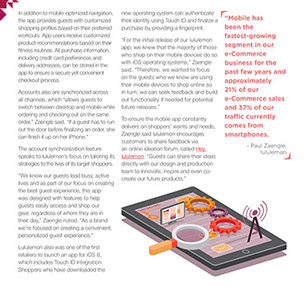 In addition to mobile-optimized navigation,
the app provides guests with customized
shopping profiles based on their preferred
workouts. App users receive customized
product recommendations based on their
fitness routines. All purchase information,
including credit card preferences and
delivery addresses, can be stored in the
app to ensure a secure yet convenient
checkout process.
Accounts also are synchronized across
all channels, which "allows guests to
switch between desktop and mobile when
ordering and checking out on the same
order," Zaengle said. "If a guest has to run
out the door before finalizing an order, she
can finish it up on her iPhone."
The account synchronization feature
speaks to lululemon's focus on tailoring its
strategies to the lives of its target shoppers.
"We know our guests lead busy, active
lives and as part of our focus on creating
the best guest experience, this app
was designed with features to help
guests easily access and shop our
gear, regardless of where they are in
their day," Zaengle noted. "As a brand
we're focused on creating a convenient,
personalized guest experience."
Lululemon also was one of the first
retailers to launch an app for iOS 8,
which includes Touch ID integration.
Shoppers who have downloaded the
new operating system can authenticate
their identity using Touch ID and finalize a
purchase by providing a fingerprint.
"For the initial release of our lululemon
app, we knew that the majority of those
who shop on their mobile devices do so
with iOS operating systems," Zaengle
said. "Therefore, we wanted to focus
on the guests who we know are using
their mobile devices to shop online so
in turn, we can seek feedback and build
out functionality if needed for potential
future releases."
To ensure the mobile app constantly
delivers on shoppers' wants and needs,
Zaengle said lululemon encourages
customers to share feedback via
an online ideation forum, called Hey,
lululemon. "Guests can share their ideas
directly with our design and production
team to innovate, inspire and even co-
create our future products."
"Mobile has
been the
fastest-growing
segment in our
e-Commerce
business for the
past few years and
approximately
21% of our
e-Commerce sales
and 37% of our
traffic currently
comes from
smartphones.
- Paul Zaengle,
lululemon